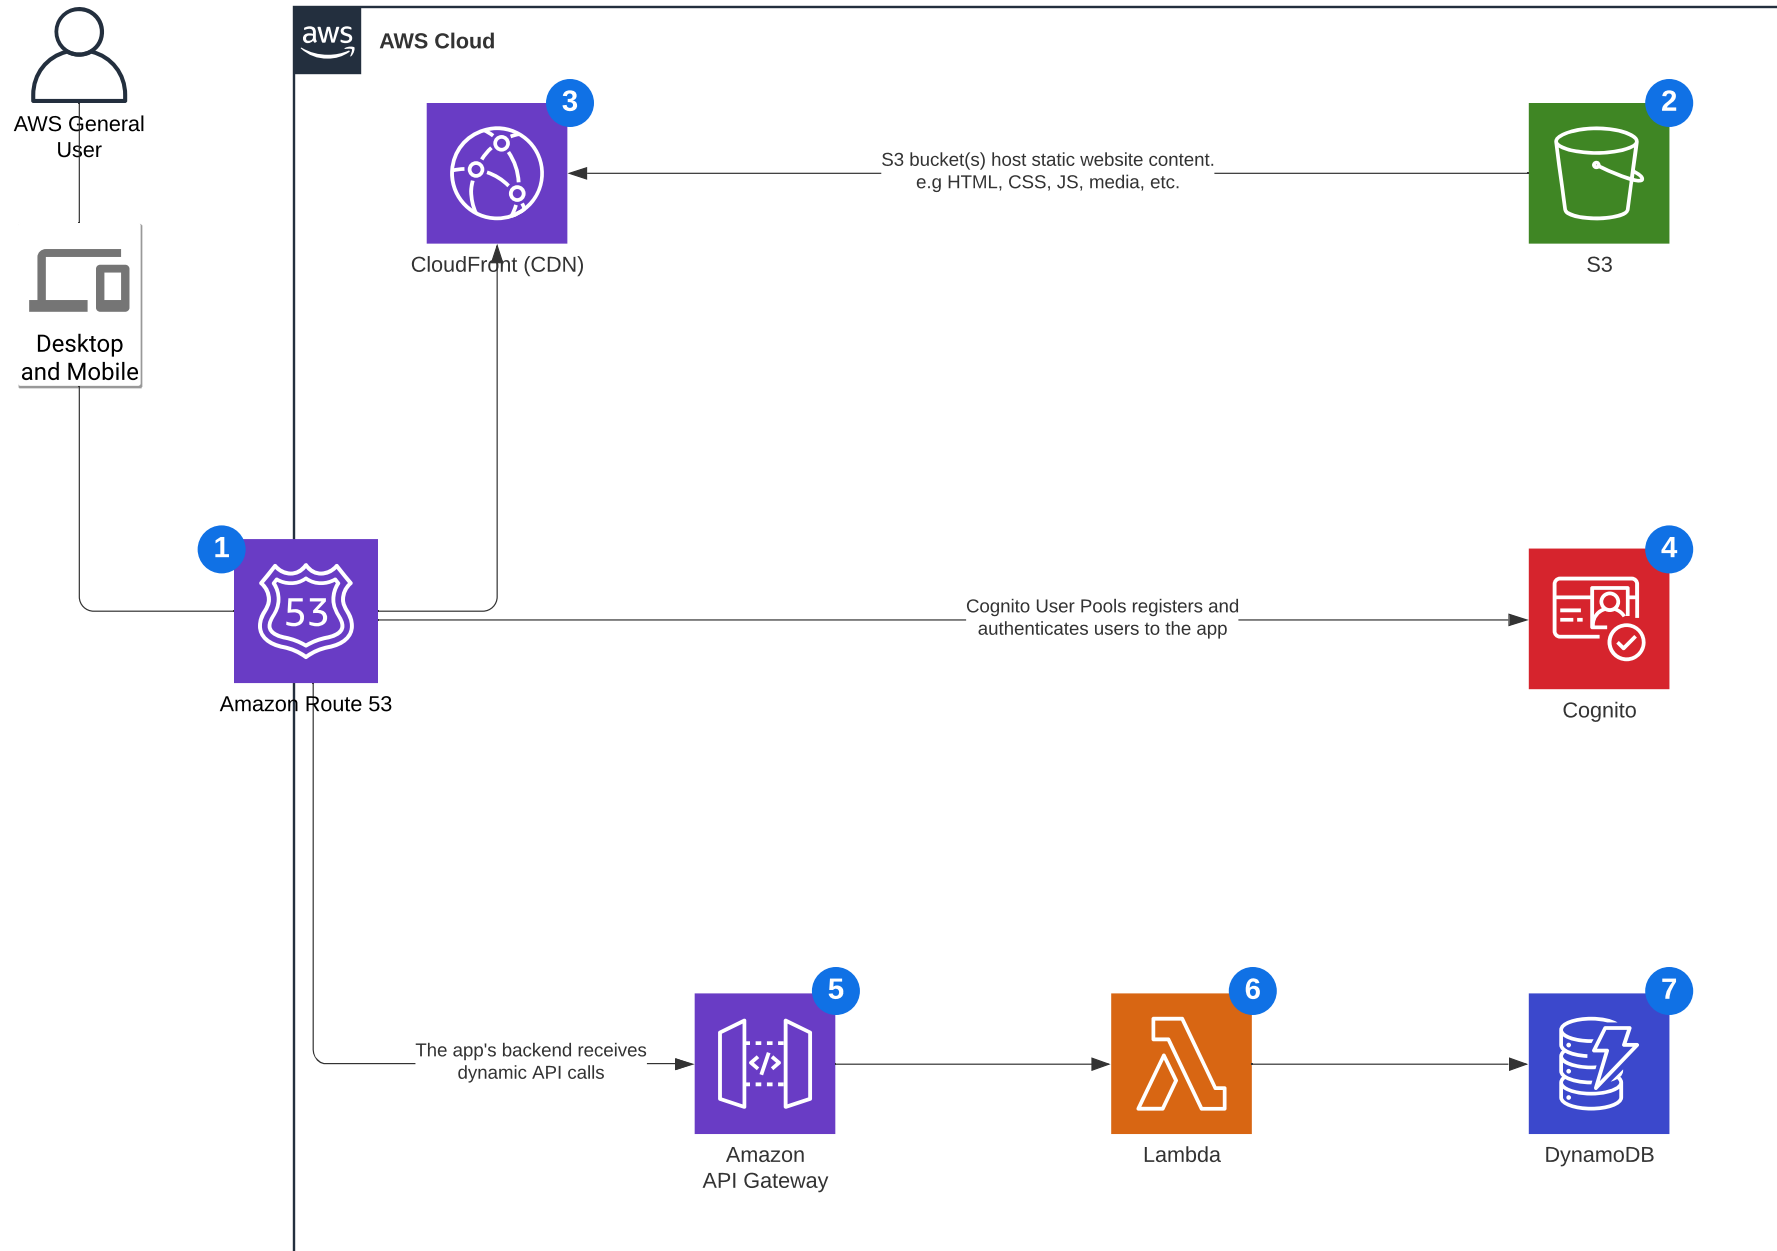 aws
AWS Cloud
AWS General
User
Desktop
and Mobile
3
CloudFront (CDN)
S3 bucket(s) host static website content.
e.g HTML, CSS, JS, media, etc.
2
S3
1
53
Amazon Route 53
Cognito User Pools registers and
authenticates users to the app
4
Cognito
The app's backend receives
dynamic API calls
5
</>
Amazon
API Gateway
6
Lambda
7
DynamoDB